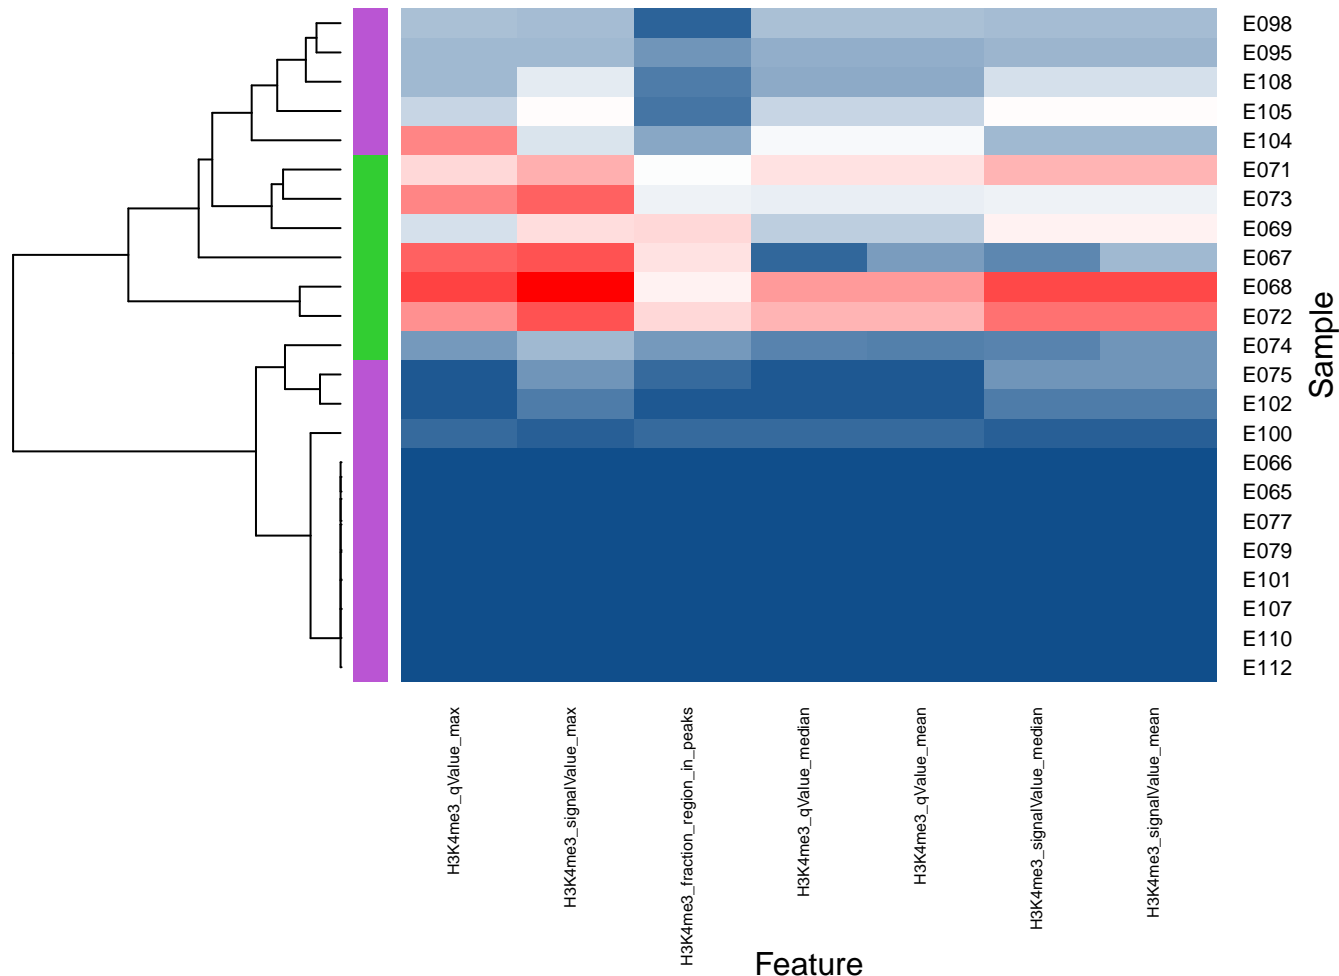 E098
E095
E108
E105
E104
E071
E073
E069
E067
E068
E072
E074
E075
E102
E100
E066
E065
E077
E079
E101
E107
E110
E112
Sample
H3K4me3_qValue_max
H3K4me3_signalValue_max
H3K4me3_fraction_region_in_peaks
H3K4me3_qValue_median
H3K4me3_qValue_mean
H3K4me3_signalValue_median
H3K4me3_signalValue_mean
Feature